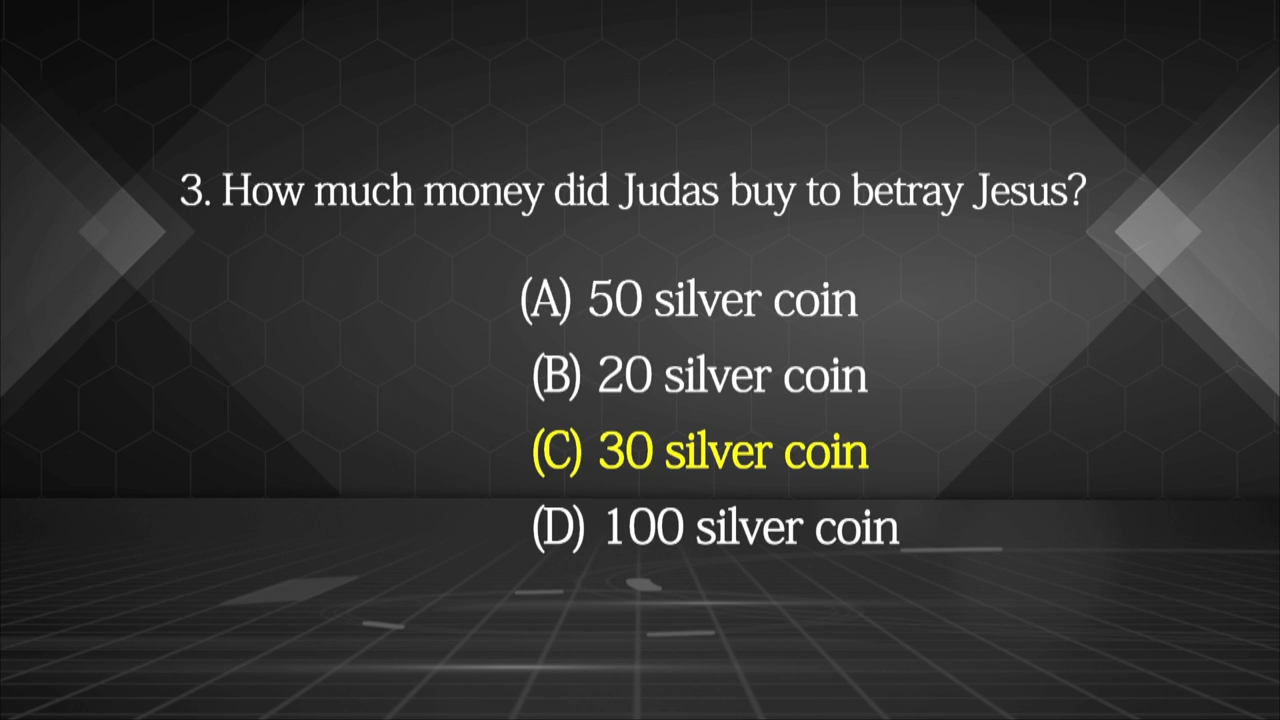 3. How much money did Judas buy to betray Jesus?
(A) 50 silver coin
(B) 20 silver coin
(C) 30 silver coin
(D) 100 silver coin